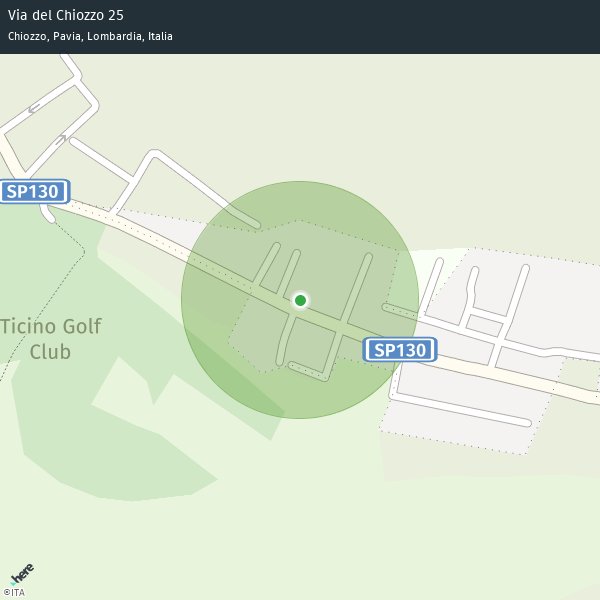 Via del Chiozzo 25
Chiozzo, Pavia, Lombardia, Italia
SP130
Ticino Golf
Club
SP130
here
©ITA